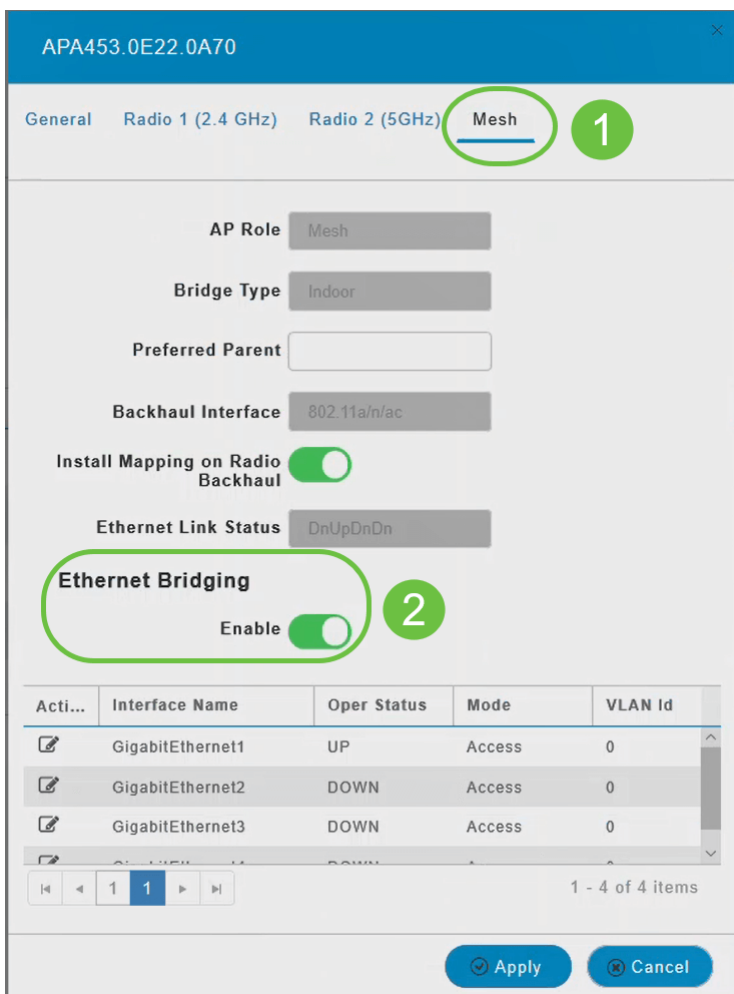 APA453.0E22.0A70
General Radio 1 (2.4 GHz) Radio 2 (5GHz) Mesh 1
AP Role Mesh
Bridge Type Indoor
Preferred Parent
Backhaul Interface 802.11a/n/ac
Install Mapping on Radio
Backhaul
Ethernet Link Status DnUpDnDn
Ethernet Bridging
2
Enable
Acti... Interface Name Oper Status Mode VLAN Id
GigabitEthernet1 UP Access 0
GigabitEthernet2 DOWN Access 0
GigabitEthernet3 DOWN Access 0
1 1 1 - 4 of 4 items
Apply Cancel